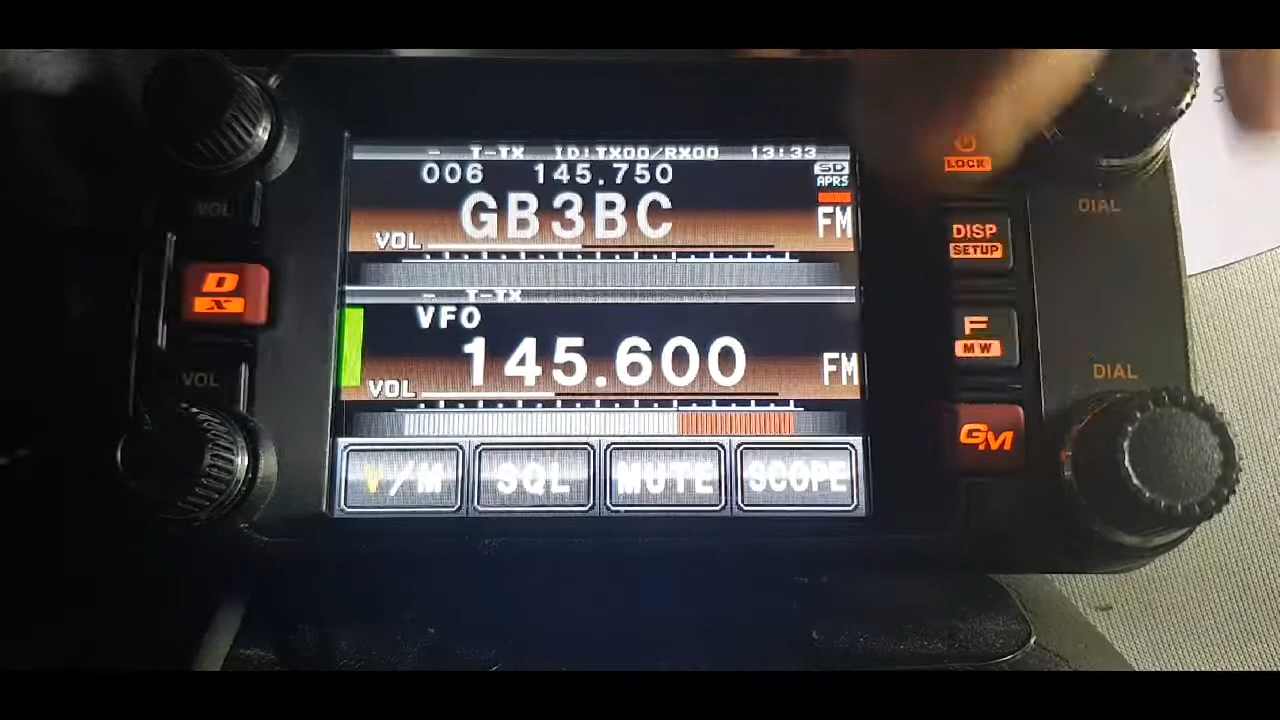 - T-TX ID:TX00/RX00 13:33
006 145.750 SD
APRS
GB3BC FM
VOL
- T-TX
VFO
145.600 FM
VOL
V/M SQL MUTE SCOPE
VOL
D
X
VOL
LOCK
DISP
SETUP
F
MW
GM
DIAL
DIAL
S